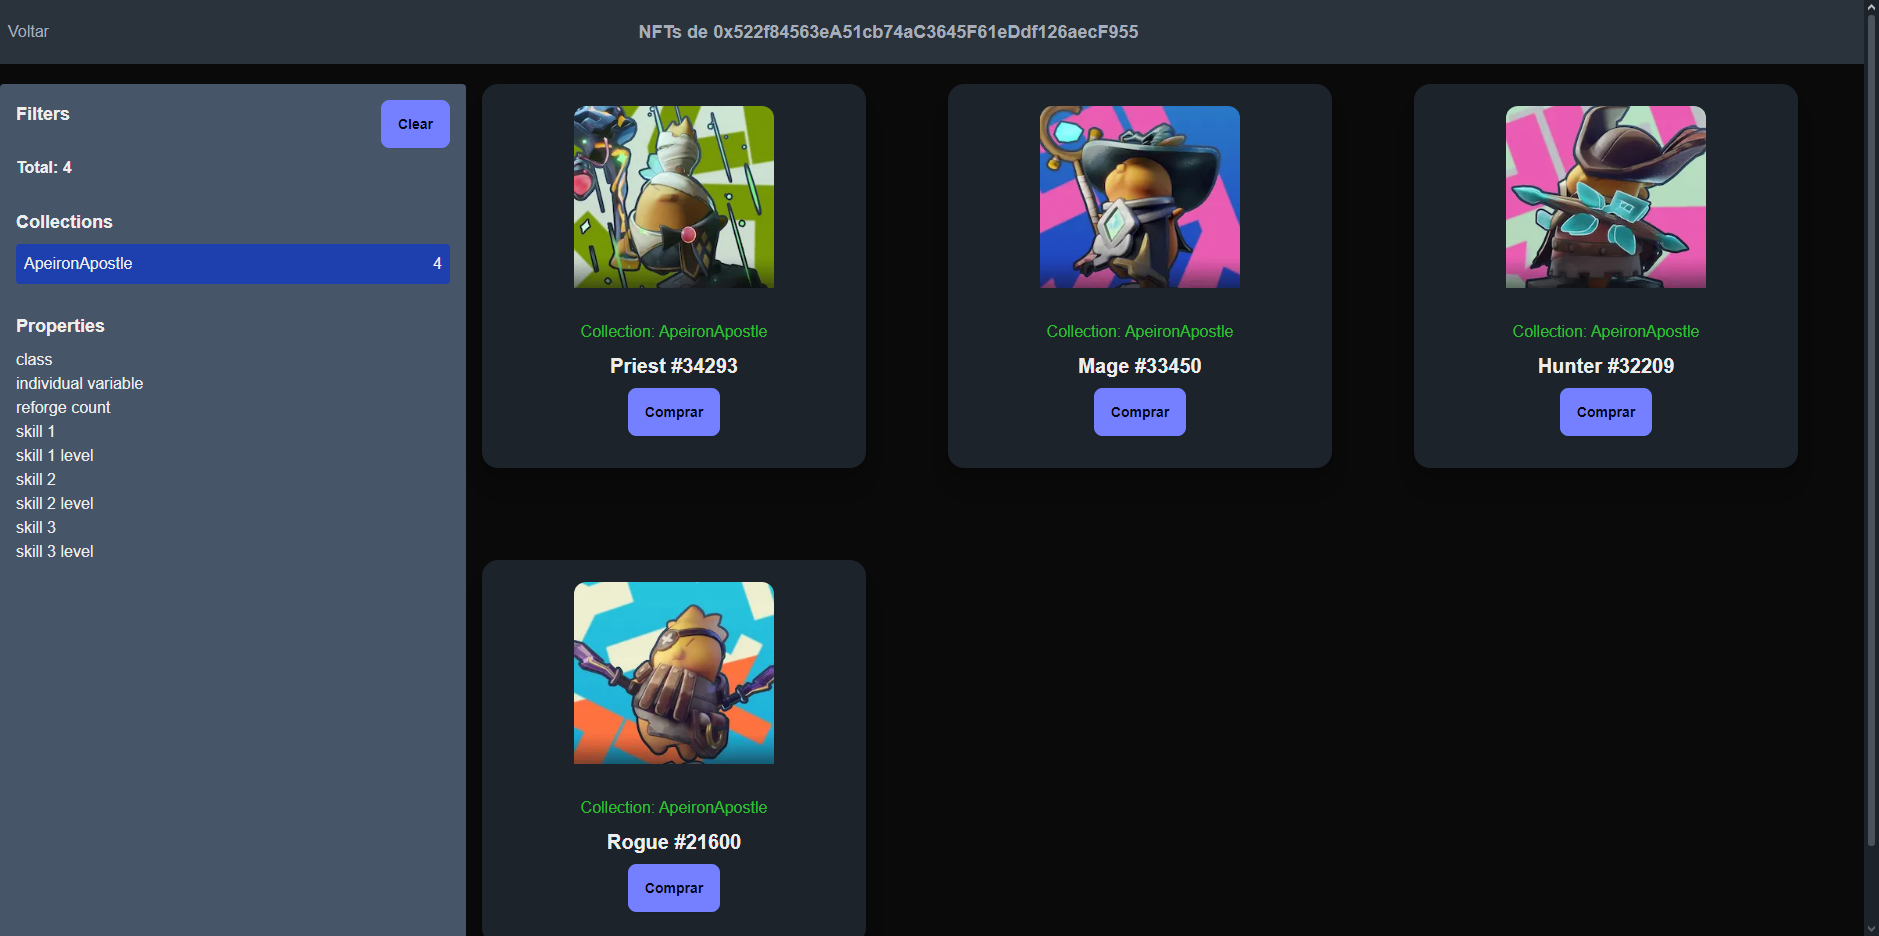 Voltar
NFTs de 0x522f84563eA51cb74aC3645F61eDdf126aecF955
Filters
Clear
Total: 4
Collections
ApeironApostle 4
Properties
class
individual variable
reforge count
skill 1
skill 1 level
skill 2
skill 2 level
skill 3
skill 3 level
Collection: ApeironApostle
Priest #34293
Comprar
Collection: ApeironApostle
Mage #33450
Comprar
Collection: ApeironApostle
Hunter #32209
Comprar
Collection: ApeironApostle
Rogue #21600
Comprar